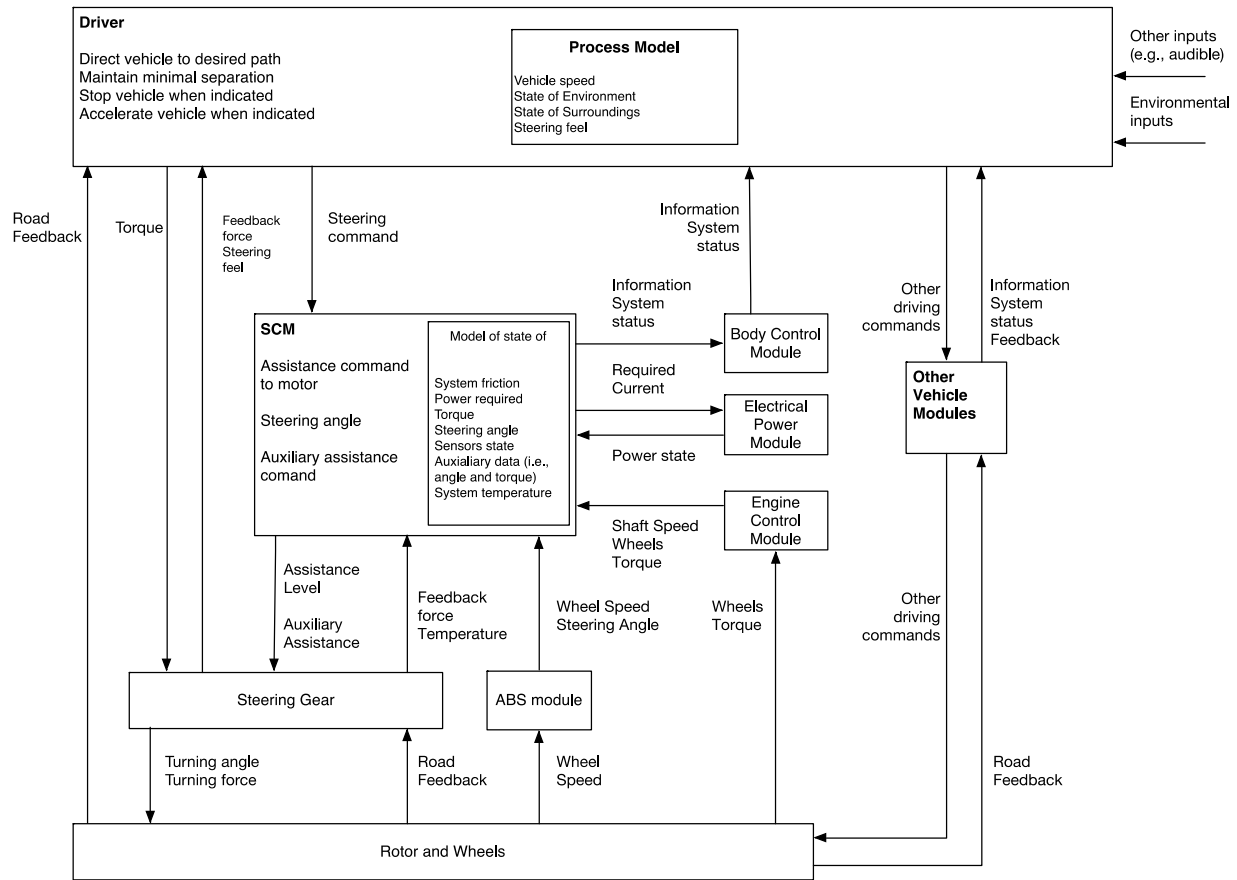 Driver
Direct vehicle to desired path
Maintain minimal separation
Stop vehicle when indicated
Accelerate vehicle when indicated
Process Model
Vehicle speed
State of Environment
State of Surroundings
Steering feel
Other inputs
(e.g., audible)
Environmental
inputs
Road
Feedback
Torque
Feedback
force
Steering
feel
Steering
command
Information
System
status
Other
driving
commands
Information
System
status
Feedback
SCM
Assistance command
to motor
Steering angle
Auxiliary assistance
comand
Model of state of
System friction
Power required
Torque
Steering angle
Sensors state
Auxialiary data (i.e.,
angle and torque)
System temperature
Information
System
status
Body Control
Module
Required
Current
Electrical
Power
Module
Power state
Engine
Control
Module
Shaft Speed
Wheels
Torque
Other
Vehicle
Modules
Assistance
Level
Auxiliary
Assistance
Feedback
force
Temperature
Wheel Speed
Steering Angle
Wheels
Torque
Other
driving
commands
Steering Gear
ABS module
Turning angle
Turning force
Road
Feedback
Wheel
Speed
Road
Feedback
Rotor and Wheels